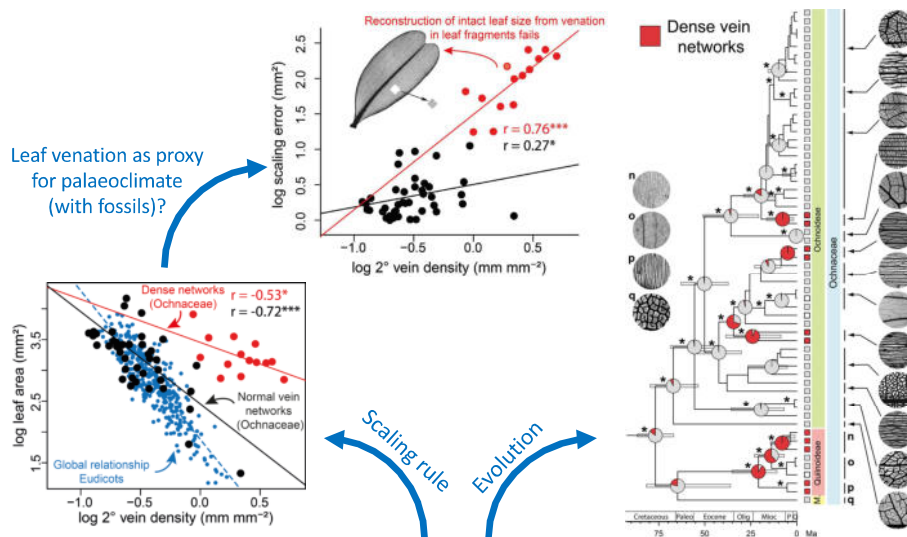 Reconstruction of intact leaf size from venation
in leaf fragments fails
log scaling error (mm²)
2.5
2.0
1.5
1.0
0.5
0.0
r = 0.76***
r = 0.27*
−1.0
−0.5
0.0
0.5
log 2° vein density (mm mm⁻²)
Leaf venation as proxy
for palaeoclimate
(with fossils)?
log leaf area (mm²)
3.5
2.5
1.5
Dense networks
(Ochnaceae)
r = -0.53*
r = -0.72***
Normal vein
networks
(Ochnaceae)
Global relationship
Eudicots
−1.0
−0.5
0.0
0.5
log 2° vein density (mm mm⁻²)
Scaling rule
Evolution
Dense vein
networks
n
o
p
q
Ochnoideae
Ochnaceae
Quiinoideae
M
n
o
p
q
Cretaceous
Paleo
Eocene
Olig
Mioc
P
75
50
25
0
Ma